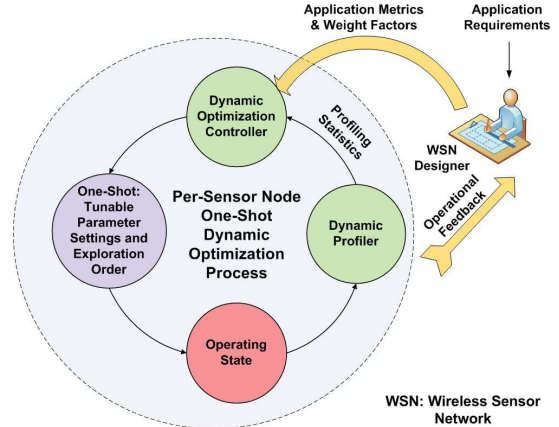 Application Metrics
& Weight Factors
Application
Requirements
Dynamic
Optimization
Controller
Profiling
Statistics
WSN
Designer
One-Shot:
Tunable
Parameter
Settings and
Exploration
Order
Per-Sensor Node
One-Shot
Dynamic
Optimization
Process
Dynamic
Profiler
Operational
Feedback
Operating
State
WSN: Wireless Sensor
Network